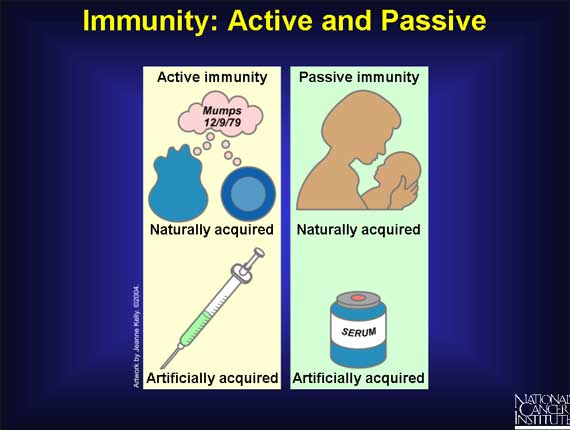 Immunity: Active and Passive
Active immunity
Mumps
12/9/79
Naturally acquired
Artificially acquired
Passive immunity
Naturally acquired
SERUM
Artificially acquired
Artwork by Jeanne Kelly. ©2004.
NATIONAL
CANCER
INSTITUTE